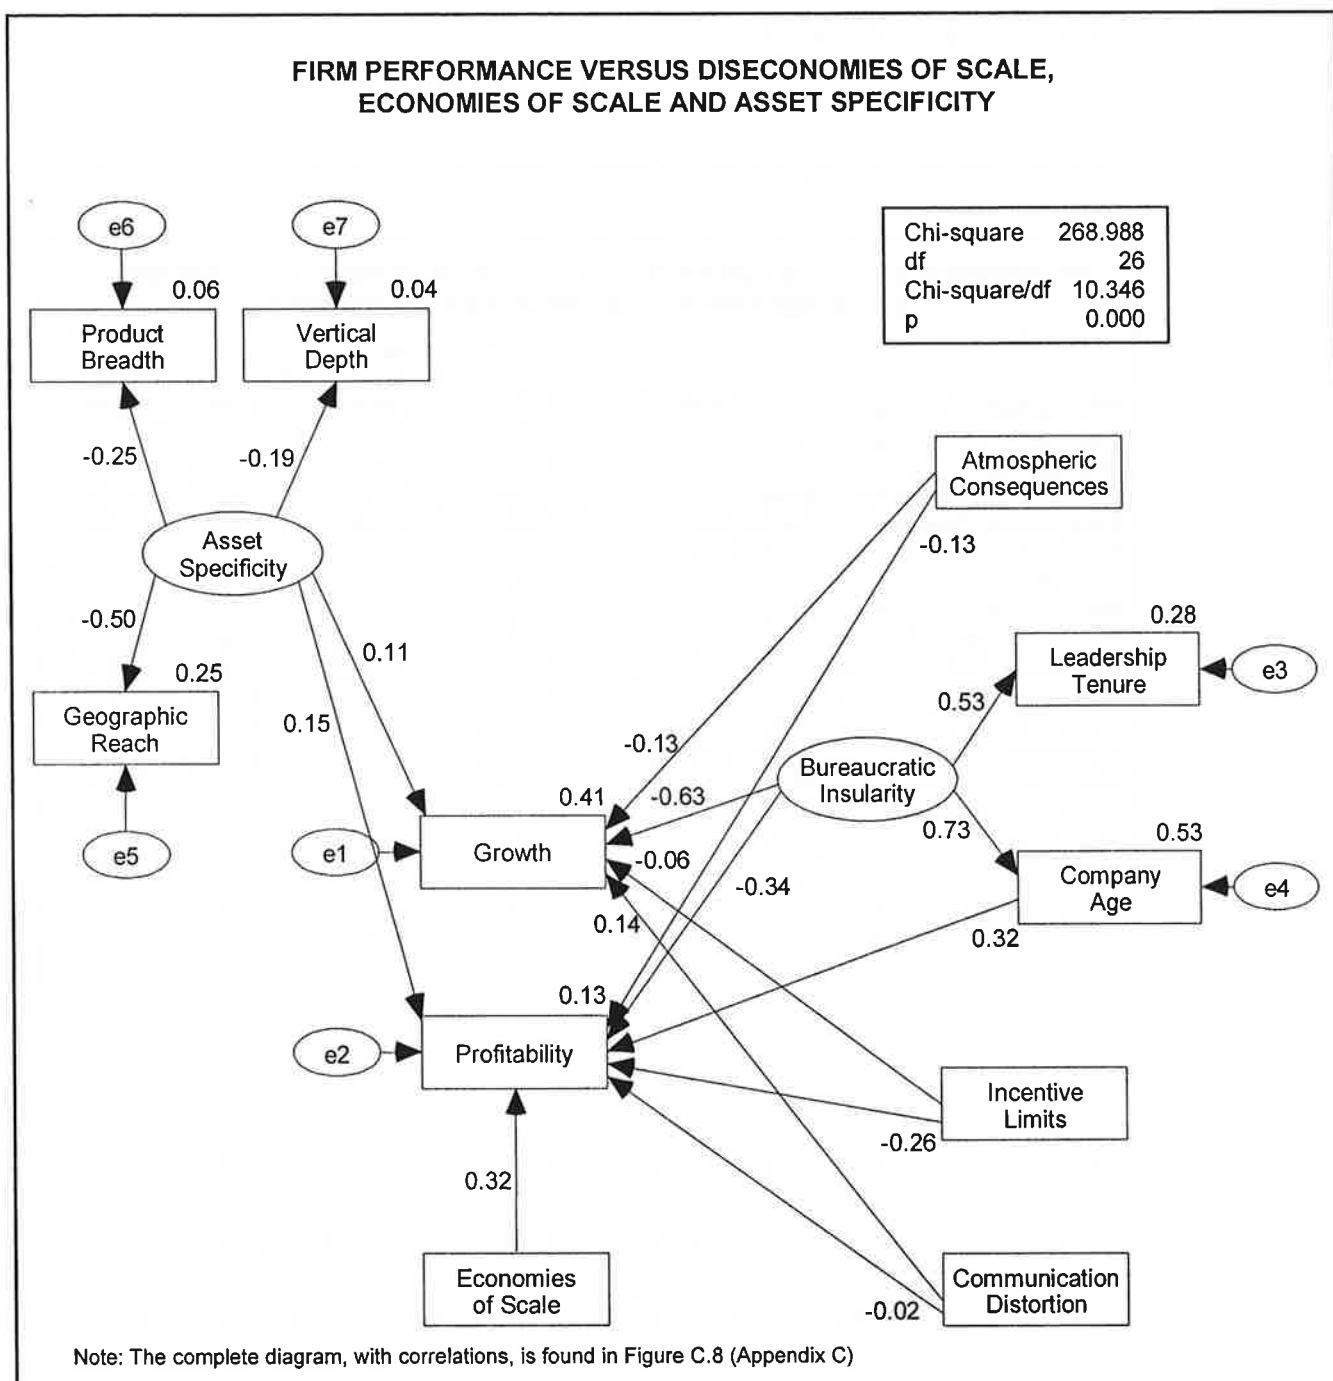 FIRM PERFORMANCE VERSUS DISECONOMIES OF SCALE,
ECONOMIES OF SCALE AND ASSET SPECIFICITY
e6
e7
Chi-square 268.988
df 26
Chi-square/df 10.346
p 0.000
0.06
0.04
Product
Breadth
Vertical
Depth
-0.25
-0.19
Atmospheric
Consequences
-0.13
Asset
Specificity
-0.50
0.11
0.28
0.25
Leadership
Tenure
e3
0.53
Geographic
Reach
0.15
-0.13
Bureaucratic
Insularity
0.41
-0.63
0.73
0.53
e5
e1
Growth
-0.06
-0.34
Company
Age
e4
0.14
0.32
0.13
e2
Profitability
Incentive
Limits
-0.26
0.32
Economies
of Scale
Communication
Distortion
-0.02
Note: The complete diagram, with correlations, is found in Figure C.8 (Appendix C)